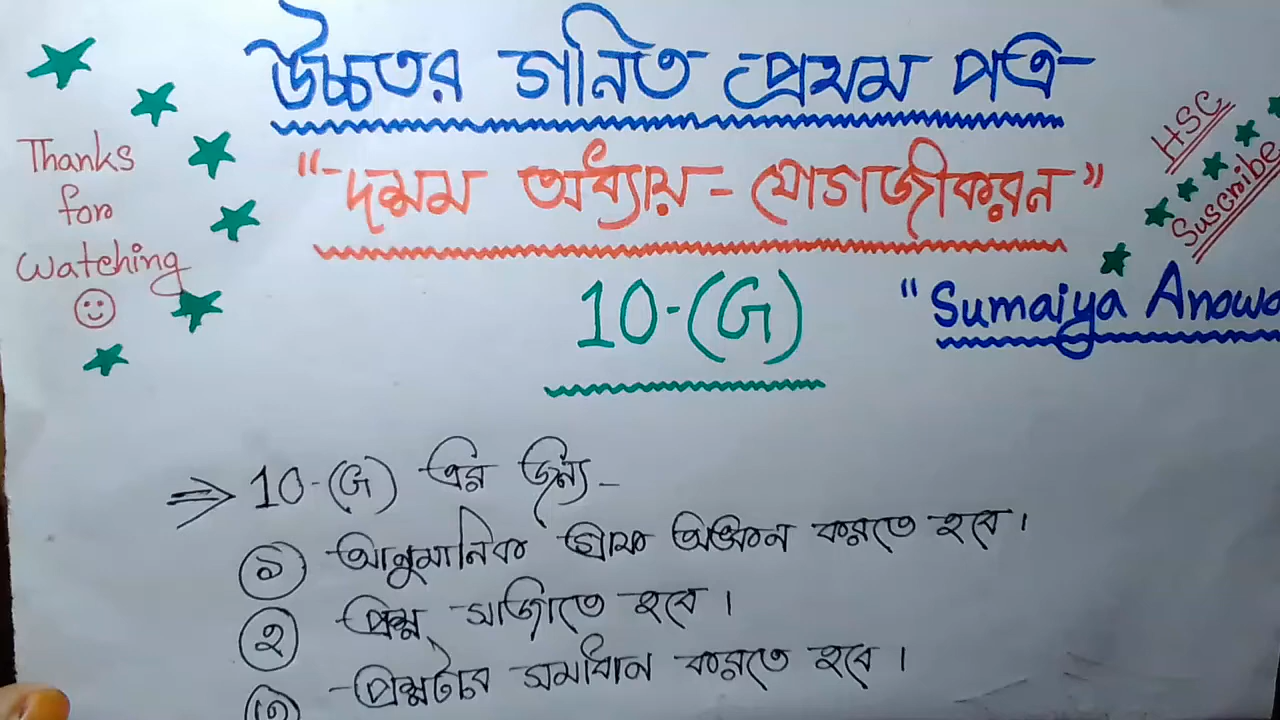 উচ্চতর গনিত প্রথম পত্র
"দশম অধ্যায় - যোগজীকরন"
10-(G)
Thanks
for
watching
HSC
Suscribe
"Sumaiya Anowa
⇒ 10-(G) এর জন্য -
১ আনুমানিক গ্রাফ অঙ্কন করতে হবে।
২ প্রশ্ন সাজাতে হবে।
৩ প্রশ্নটার সমাধান করতে হবে।